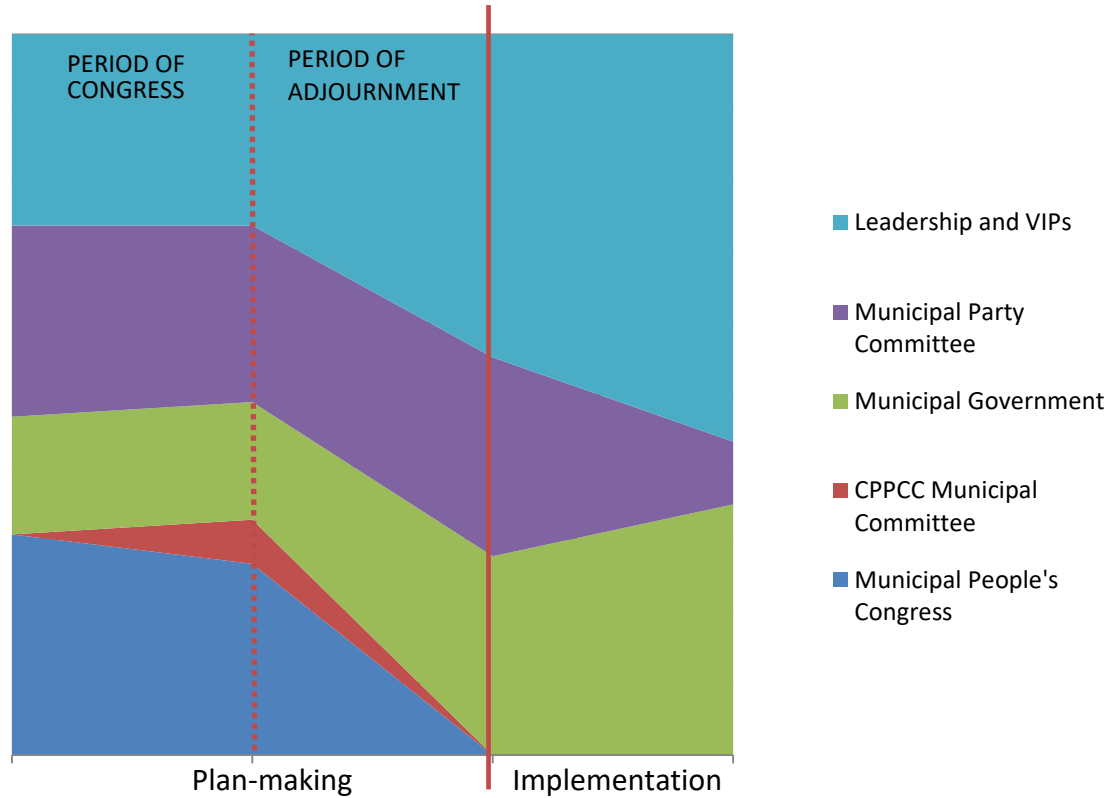 PERIOD OF
CONGRESS
PERIOD OF
ADJOURNMENT
Leadership and VIPs
Municipal Party
Committee
Municipal Government
CPPCC Municipal
Committee
Municipal People's
Congress
Plan-making
Implementation